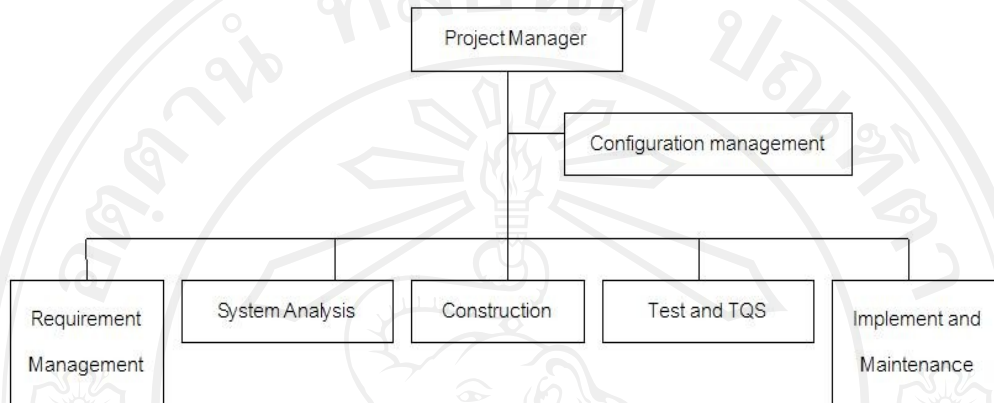 Project Manager
Configuration management
Requirement
Management
System Analysis
Construction
Test and TQS
Implement and
Maintenance